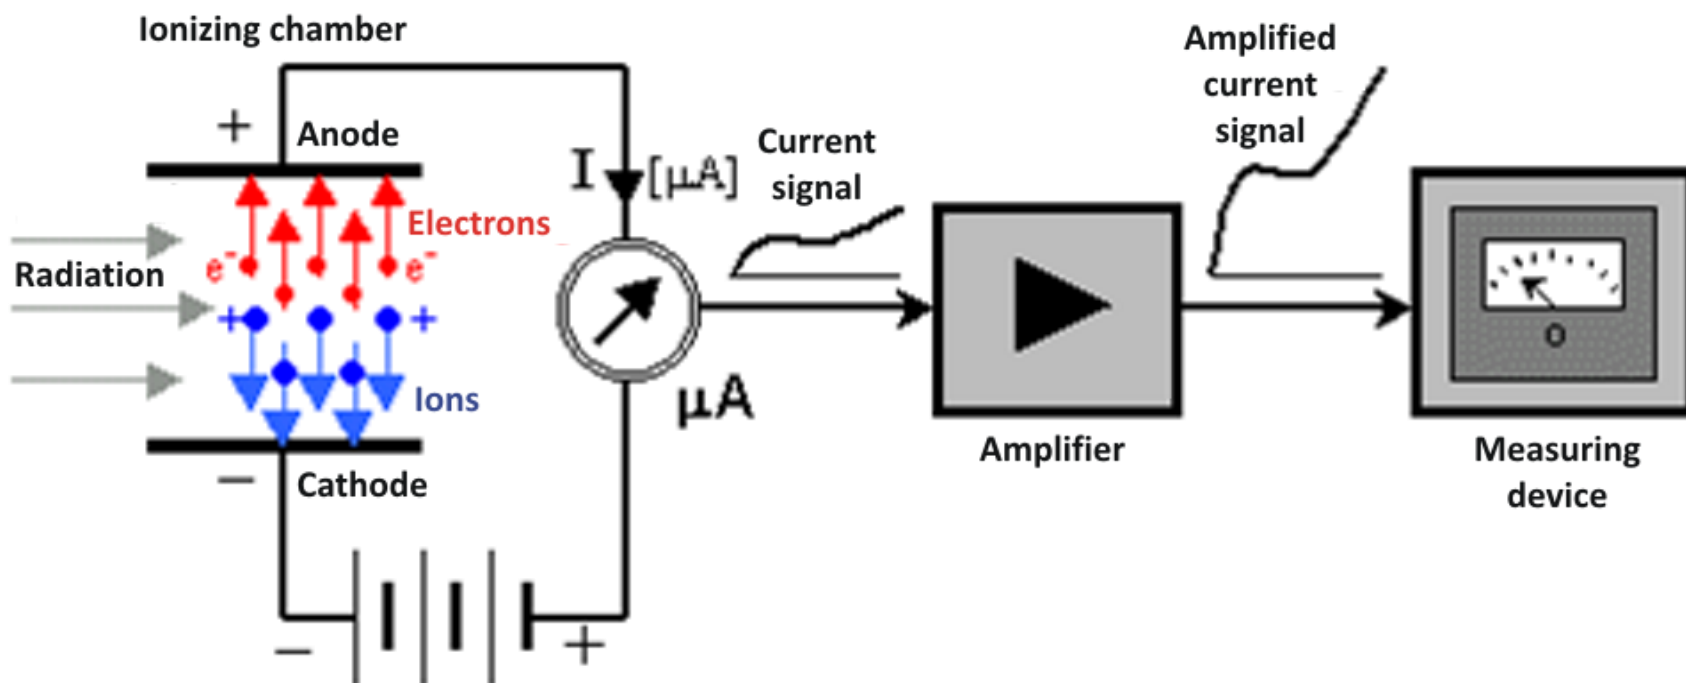 Ionizing chamber
+
Anode
I [μA]
Current
signal
Amplified
current
signal
Electrons
e⁻ e⁻
Radiation
+ +
Ions
μA
−
Cathode
Amplifier
Measuring
device
− +